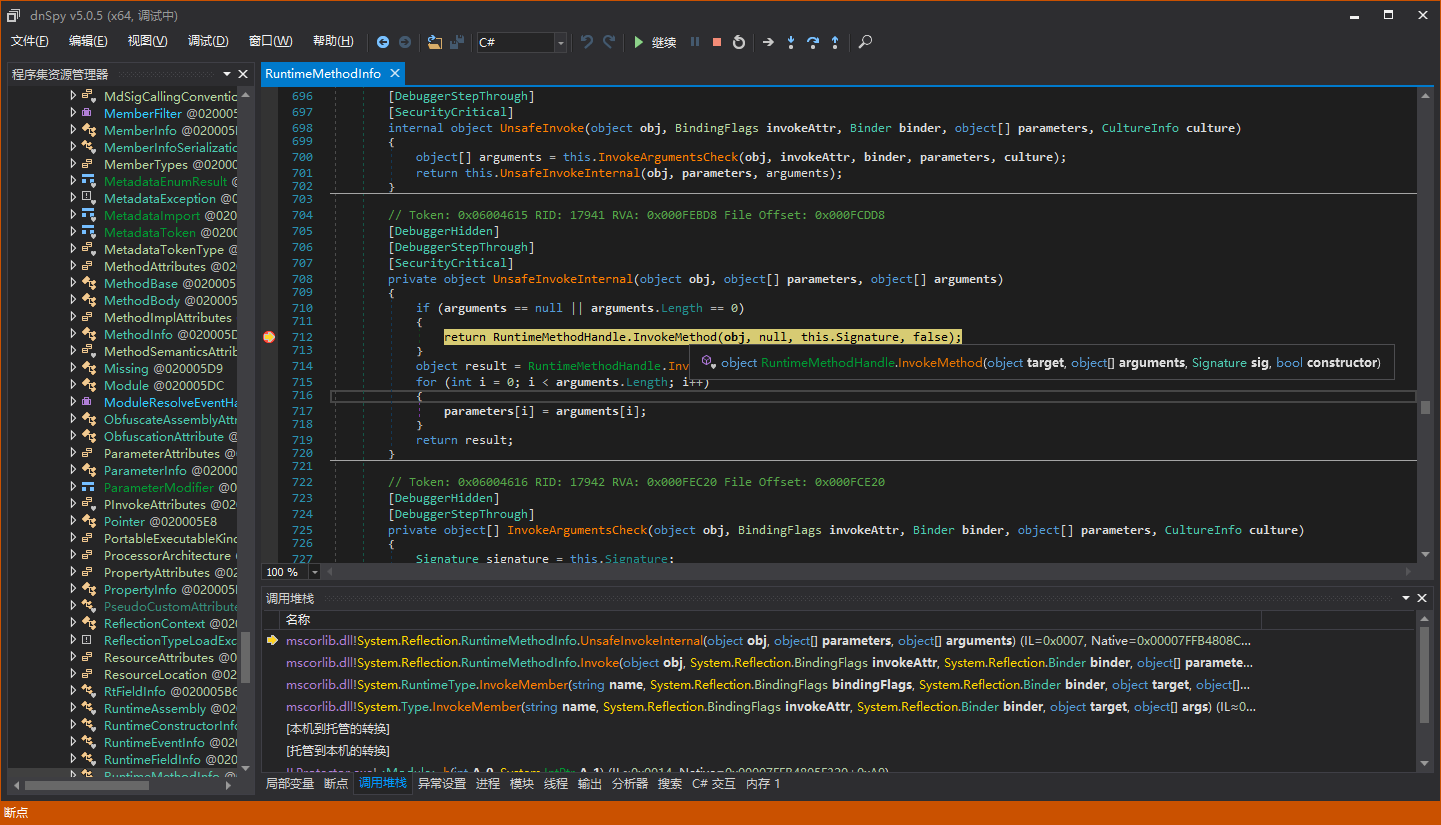 dnSpy v5.0.5 (x64, 调试中)
文件(F) 编辑(E) 视图(V) 调试(D) 窗口(W) 帮助(H) C# 继续
程序集资源管理器
MdSigCallingConventic
MemberFilter @020005
MemberInfo @020005
MemberInfoSerializatio
MemberTypes @02000
MetadataEnumResult @
MetadataException @0
MetadataImport @020
MetadataToken @0200
MetadataTokenType @
MethodAttributes @02
MethodBase @020005
MethodBody @020005
MethodImplAttributes
MethodInfo @020005D
MethodSemanticsAttrib
Missing @020005D9
Module @020005DC
ModuleResolveEventHa
ObfuscateAssemblyAttr
ObfuscationAttribute @
ParameterAttributes @0
ParameterInfo @02000
ParameterModifier @0
PInvokeAttributes @02
Pointer @020005E8
PortableExecutableKind
ProcessorArchitecture
PropertyAttributes @02
PropertyInfo @020005
PseudoCustomAttribute
ReflectionContext @020
ReflectionTypeLoadExc
ResourceAttributes @0
ResourceLocation @02
RtFieldInfo @020005B6
RuntimeAssembly @020
RuntimeConstructorInfo
RuntimeEventInfo @02
RuntimeFieldInfo @020
RuntimeMethodInfo @
RuntimeMethodInfo
696 [DebuggerStepThrough]
697 [SecurityCritical]
698 internal object UnsafeInvoke(object obj, BindingFlags invokeAttr, Binder binder, object[] parameters, CultureInfo culture)
699 {
700 object[] arguments = this.InvokeArgumentsCheck(obj, invokeAttr, binder, parameters, culture);
701 return this.UnsafeInvokeInternal(obj, parameters, arguments);
702 }
703
704 // Token: 0x06004615 RID: 17941 RVA: 0x000FEBD8 File Offset: 0x000FCDD8
705 [DebuggerHidden]
706 [DebuggerStepThrough]
707 [SecurityCritical]
708 private object UnsafeInvokeInternal(object obj, object[] parameters, object[] arguments)
709 {
710 if (arguments == null || arguments.Length == 0)
711 {
712 return RuntimeMethodHandle.InvokeMethod(obj, null, this.Signature, false);
713 }
object RuntimeMethodHandle.InvokeMethod(object target, object[] arguments, Signature sig, bool constructor)
714 object result = RuntimeMethodHandle.Inv
715 for (int i = 0; i < arguments.Length; i++)
716 {
717 parameters[i] = arguments[i];
718 }
719 return result;
720 }
721
722 // Token: 0x06004616 RID: 17942 RVA: 0x000FEC20 File Offset: 0x000FCE20
723 [DebuggerHidden]
724 [DebuggerStepThrough]
725 private object[] InvokeArgumentsCheck(object obj, BindingFlags invokeAttr, Binder binder, object[] parameters, CultureInfo culture)
726 {
727 Signature signature = this.Signature;
100 %
调用堆栈
名称
mscorlib.dll!System.Reflection.RuntimeMethodInfo.UnsafeInvokeInternal(object obj, object[] parameters, object[] arguments) (IL=0x0007, Native=0x00007FFB4808C...
mscorlib.dll!System.Reflection.RuntimeMethodInfo.Invoke(object obj, System.Reflection.BindingFlags invokeAttr, System.Reflection.Binder binder, object[] paramete...
mscorlib.dll!System.RuntimeType.InvokeMember(string name, System.Reflection.BindingFlags bindingFlags, System.Reflection.Binder binder, object target, object[]...
mscorlib.dll!System.Type.InvokeMember(string name, System.Reflection.BindingFlags invokeAttr, System.Reflection.Binder binder, object target, object[] args) (IL≈0...
[本机到托管的转换]
[托管到本机的转换]
局部变量 断点 调用堆栈 异常设置 进程 模块 线程 输出 分析器 搜索 C# 交互 内存 1
断点